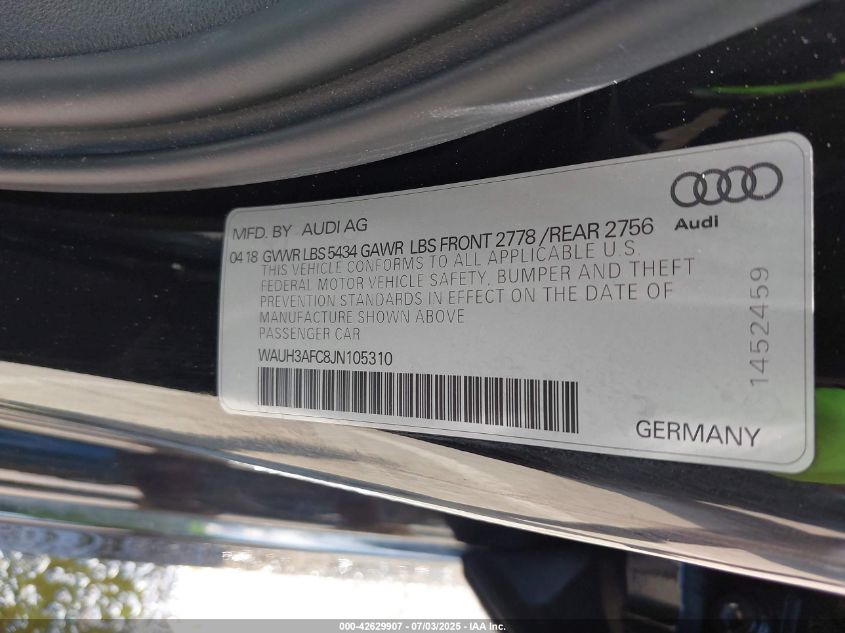 Audi
MFD. BY AUDI AG
04 18 GVWR LBS 5434 GAWR LBS FRONT 2778 / REAR 2756
THIS VEHICLE CONFORMS TO ALL APPLICABLE U.S.
FEDERAL MOTOR VEHICLE SAFETY, BUMPER AND THEFT
PREVENTION STANDARDS IN EFFECT ON THE DATE OF
MANUFACTURE SHOWN ABOVE
PASSENGER CAR
WAUH3AFC8JN105310
1452459
GERMANY
000-42629907 - 07/03/2025 - IAA, Inc.